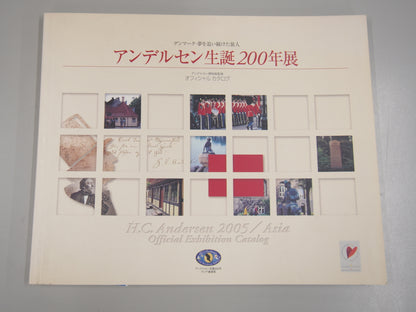 デンマーク・夢を追い続けた旅人
アンデルセン生誕200年展
オフィシャルカタログ
H.C. Andersen 2005/Asia
Official Exhibition Catalog